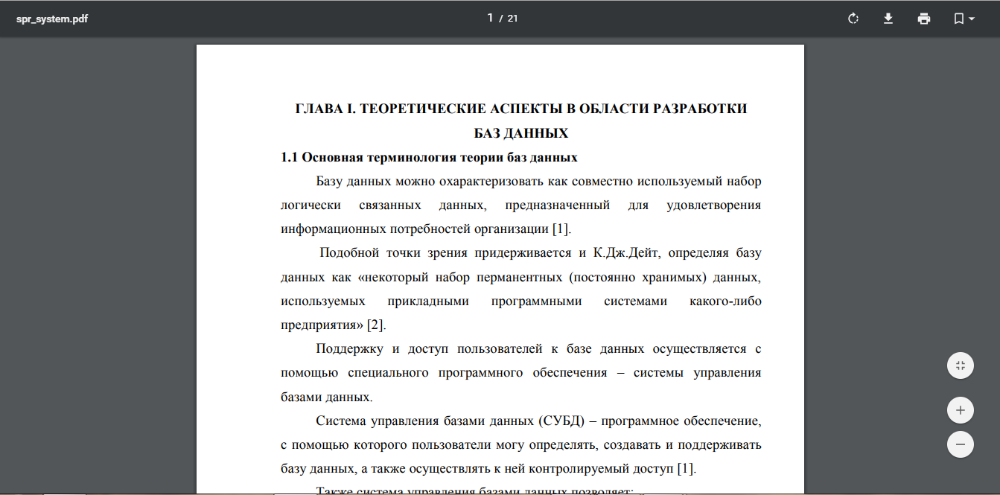 spr_system.pdf
1 / 21
ГЛАВА I. ТЕОРЕТИЧЕСКИЕ АСПЕКТЫ В ОБЛАСТИ РАЗРАБОТКИ
БАЗ ДАННЫХ
1.1 Основная терминология теории баз данных
Базу данных можно охарактеризовать как совместно используемый набор
логически связанных данных, предназначенный для удовлетворения
информационных потребностей организации [1].
Подобной точки зрения придерживается и К.Дж.Дейт, определяя базу
данных как «некоторый набор перманентных (постоянно хранимых) данных,
используемых прикладными программными системами какого-либо
предприятия» [2].
Поддержку и доступ пользователей к базе данных осуществляется с
помощью специального программного обеспечения – системы управления
базами данных.
Система управления базами данных (СУБД) – программное обеспечение,
с помощью которого пользователи могу определять, создавать и поддерживать
базу данных, а также осуществлять к ней контролируемый доступ [1].
Также система управления базами данных позволяет: